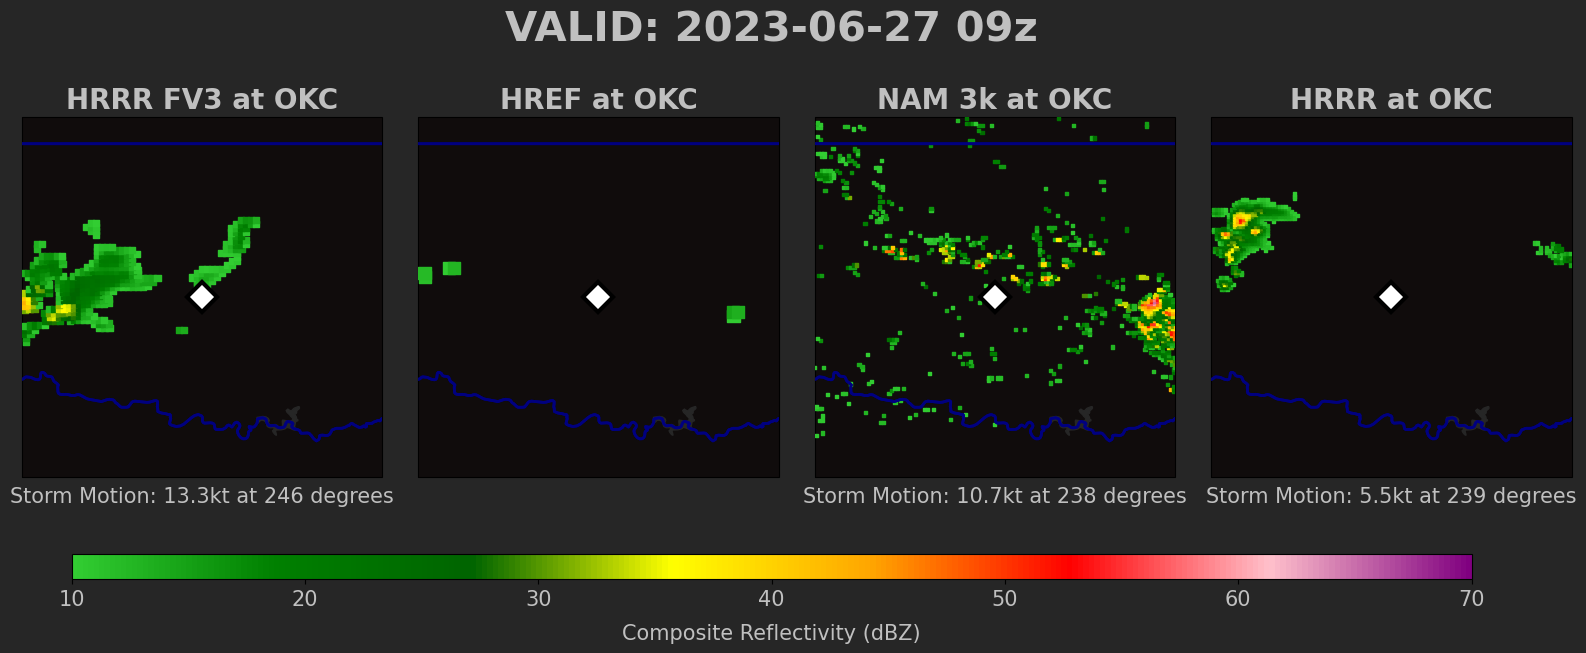 VALID: 2023-06-27 09z
HRRR FV3 at OKC
HREF at OKC
NAM 3k at OKC
HRRR at OKC
Storm Motion: 13.3kt at 246 degrees
Storm Motion: 10.7kt at 238 degrees
Storm Motion: 5.5kt at 239 degrees
10 20 30 40 50 60 70
Composite Reflectivity (dBZ)